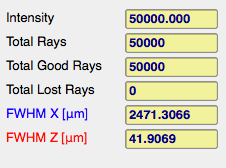 Intensity 50000.000
Total Rays 50000
Total Good Rays 50000
Total Lost Rays 0
FWHM X [µm] 2471.3066
FWHM Z [µm] 41.9069